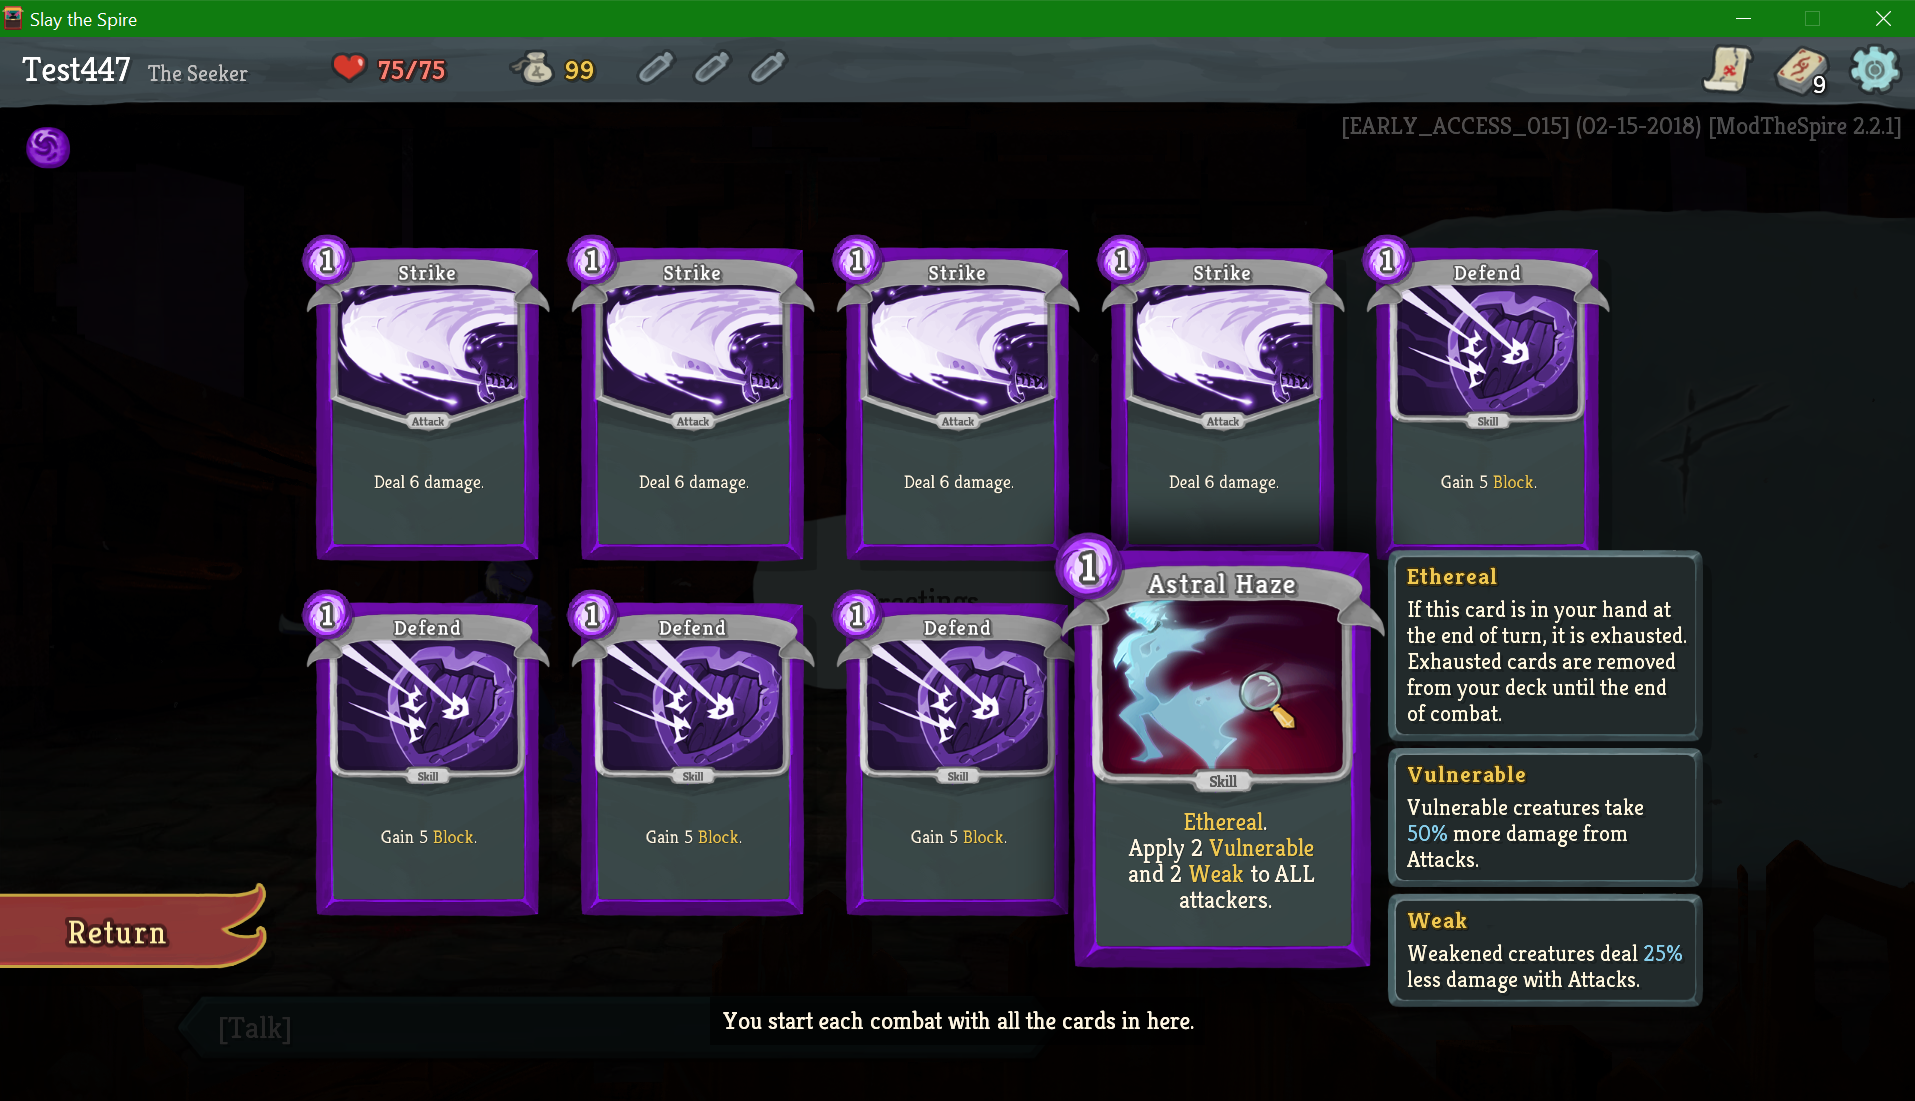 Slay the Spire
Test447 The Seeker 75/75 99
9
[EARLY_ACCESS_015] (02-15-2018) [ModTheSpire 2.2.1]
1 Strike
Attack
Deal 6 damage.
1 Strike
Attack
Deal 6 damage.
1 Strike
Attack
Deal 6 damage.
1 Strike
Attack
Deal 6 damage.
1 Defend
Skill
Gain 5 Block.
1 Defend
Skill
Gain 5 Block.
1 Defend
Skill
Gain 5 Block.
1 Defend
Skill
Gain 5 Block.
1 Astral Haze
Skill
Ethereal.
Apply 2 Vulnerable
and 2 Weak to ALL
attackers.
Ethereal
If this card is in your hand at
the end of turn, it is exhausted.
Exhausted cards are removed
from your deck until the end
of combat.
Vulnerable
Vulnerable creatures take
50% more damage from
Attacks.
Weak
Weakened creatures deal 25%
less damage with Attacks.
Return
[Talk]
You start each combat with all the cards in here.